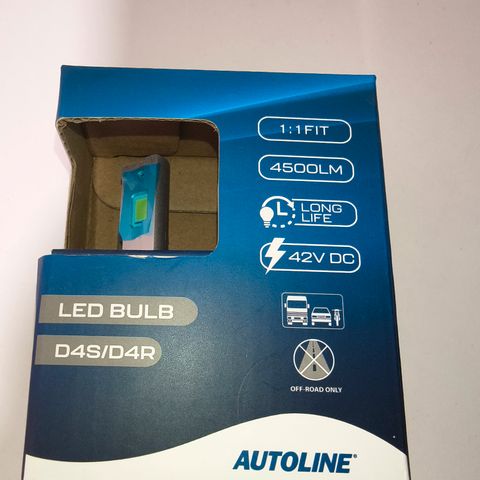 1:1 FIT
4500LM
LONG
LIFE
42V DC
LED BULB
D4S/D4R
OFF-ROAD ONLY
AUTOLINE®